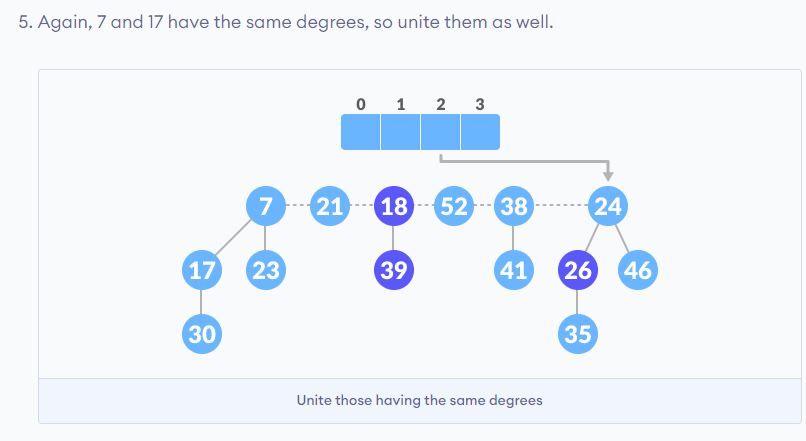 5. Again, 7 and 17 have the same degrees, so unite them as well.
0 1 2 3
7 21 18 52 38 24
17 23 39 41 26 46
30 35
Unite those having the same degrees